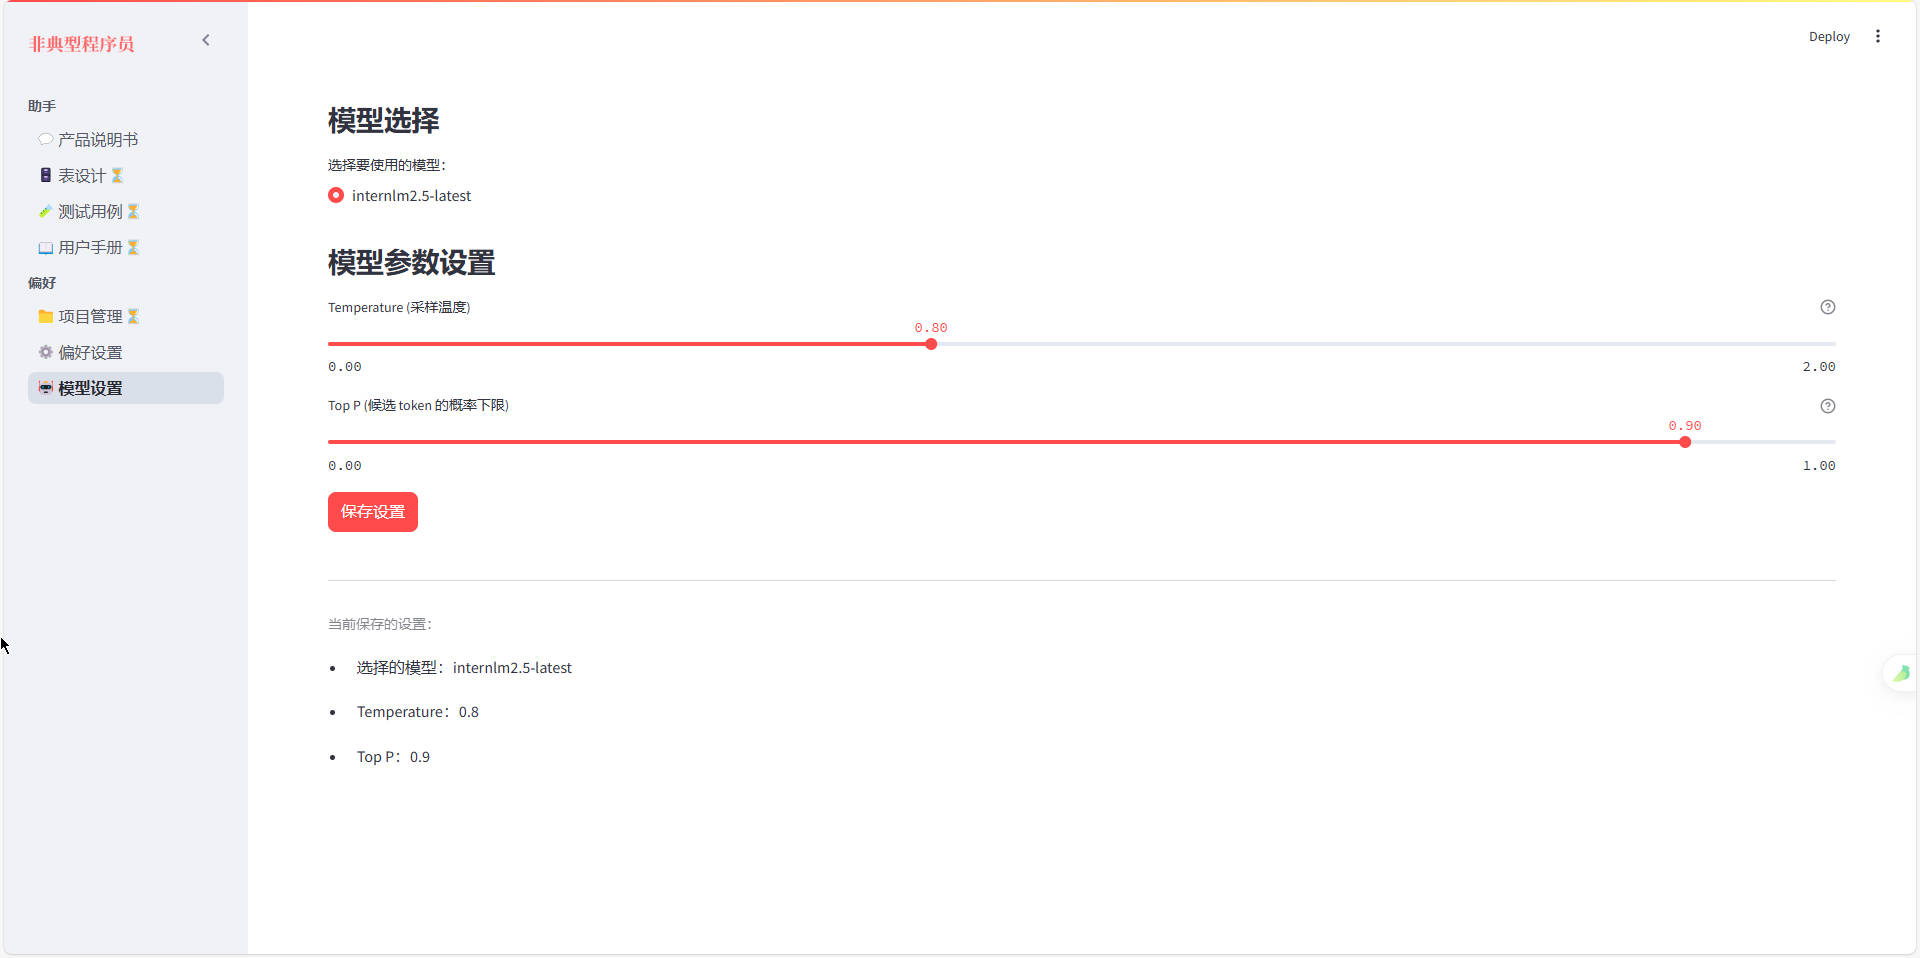 非典型程序员
助手
产品说明书
表设计
测试用例
用户手册
偏好
项目管理
偏好设置
模型设置
Deploy
模型选择
选择要使用的模型：
internlm2.5-latest
模型参数设置
Temperature (采样温度)
0.80
0.00 2.00
Top P (候选 token 的概率下限)
0.90
0.00 1.00
保存设置
当前保存的设置：
选择的模型：internlm2.5-latest
Temperature：0.8
Top P：0.9